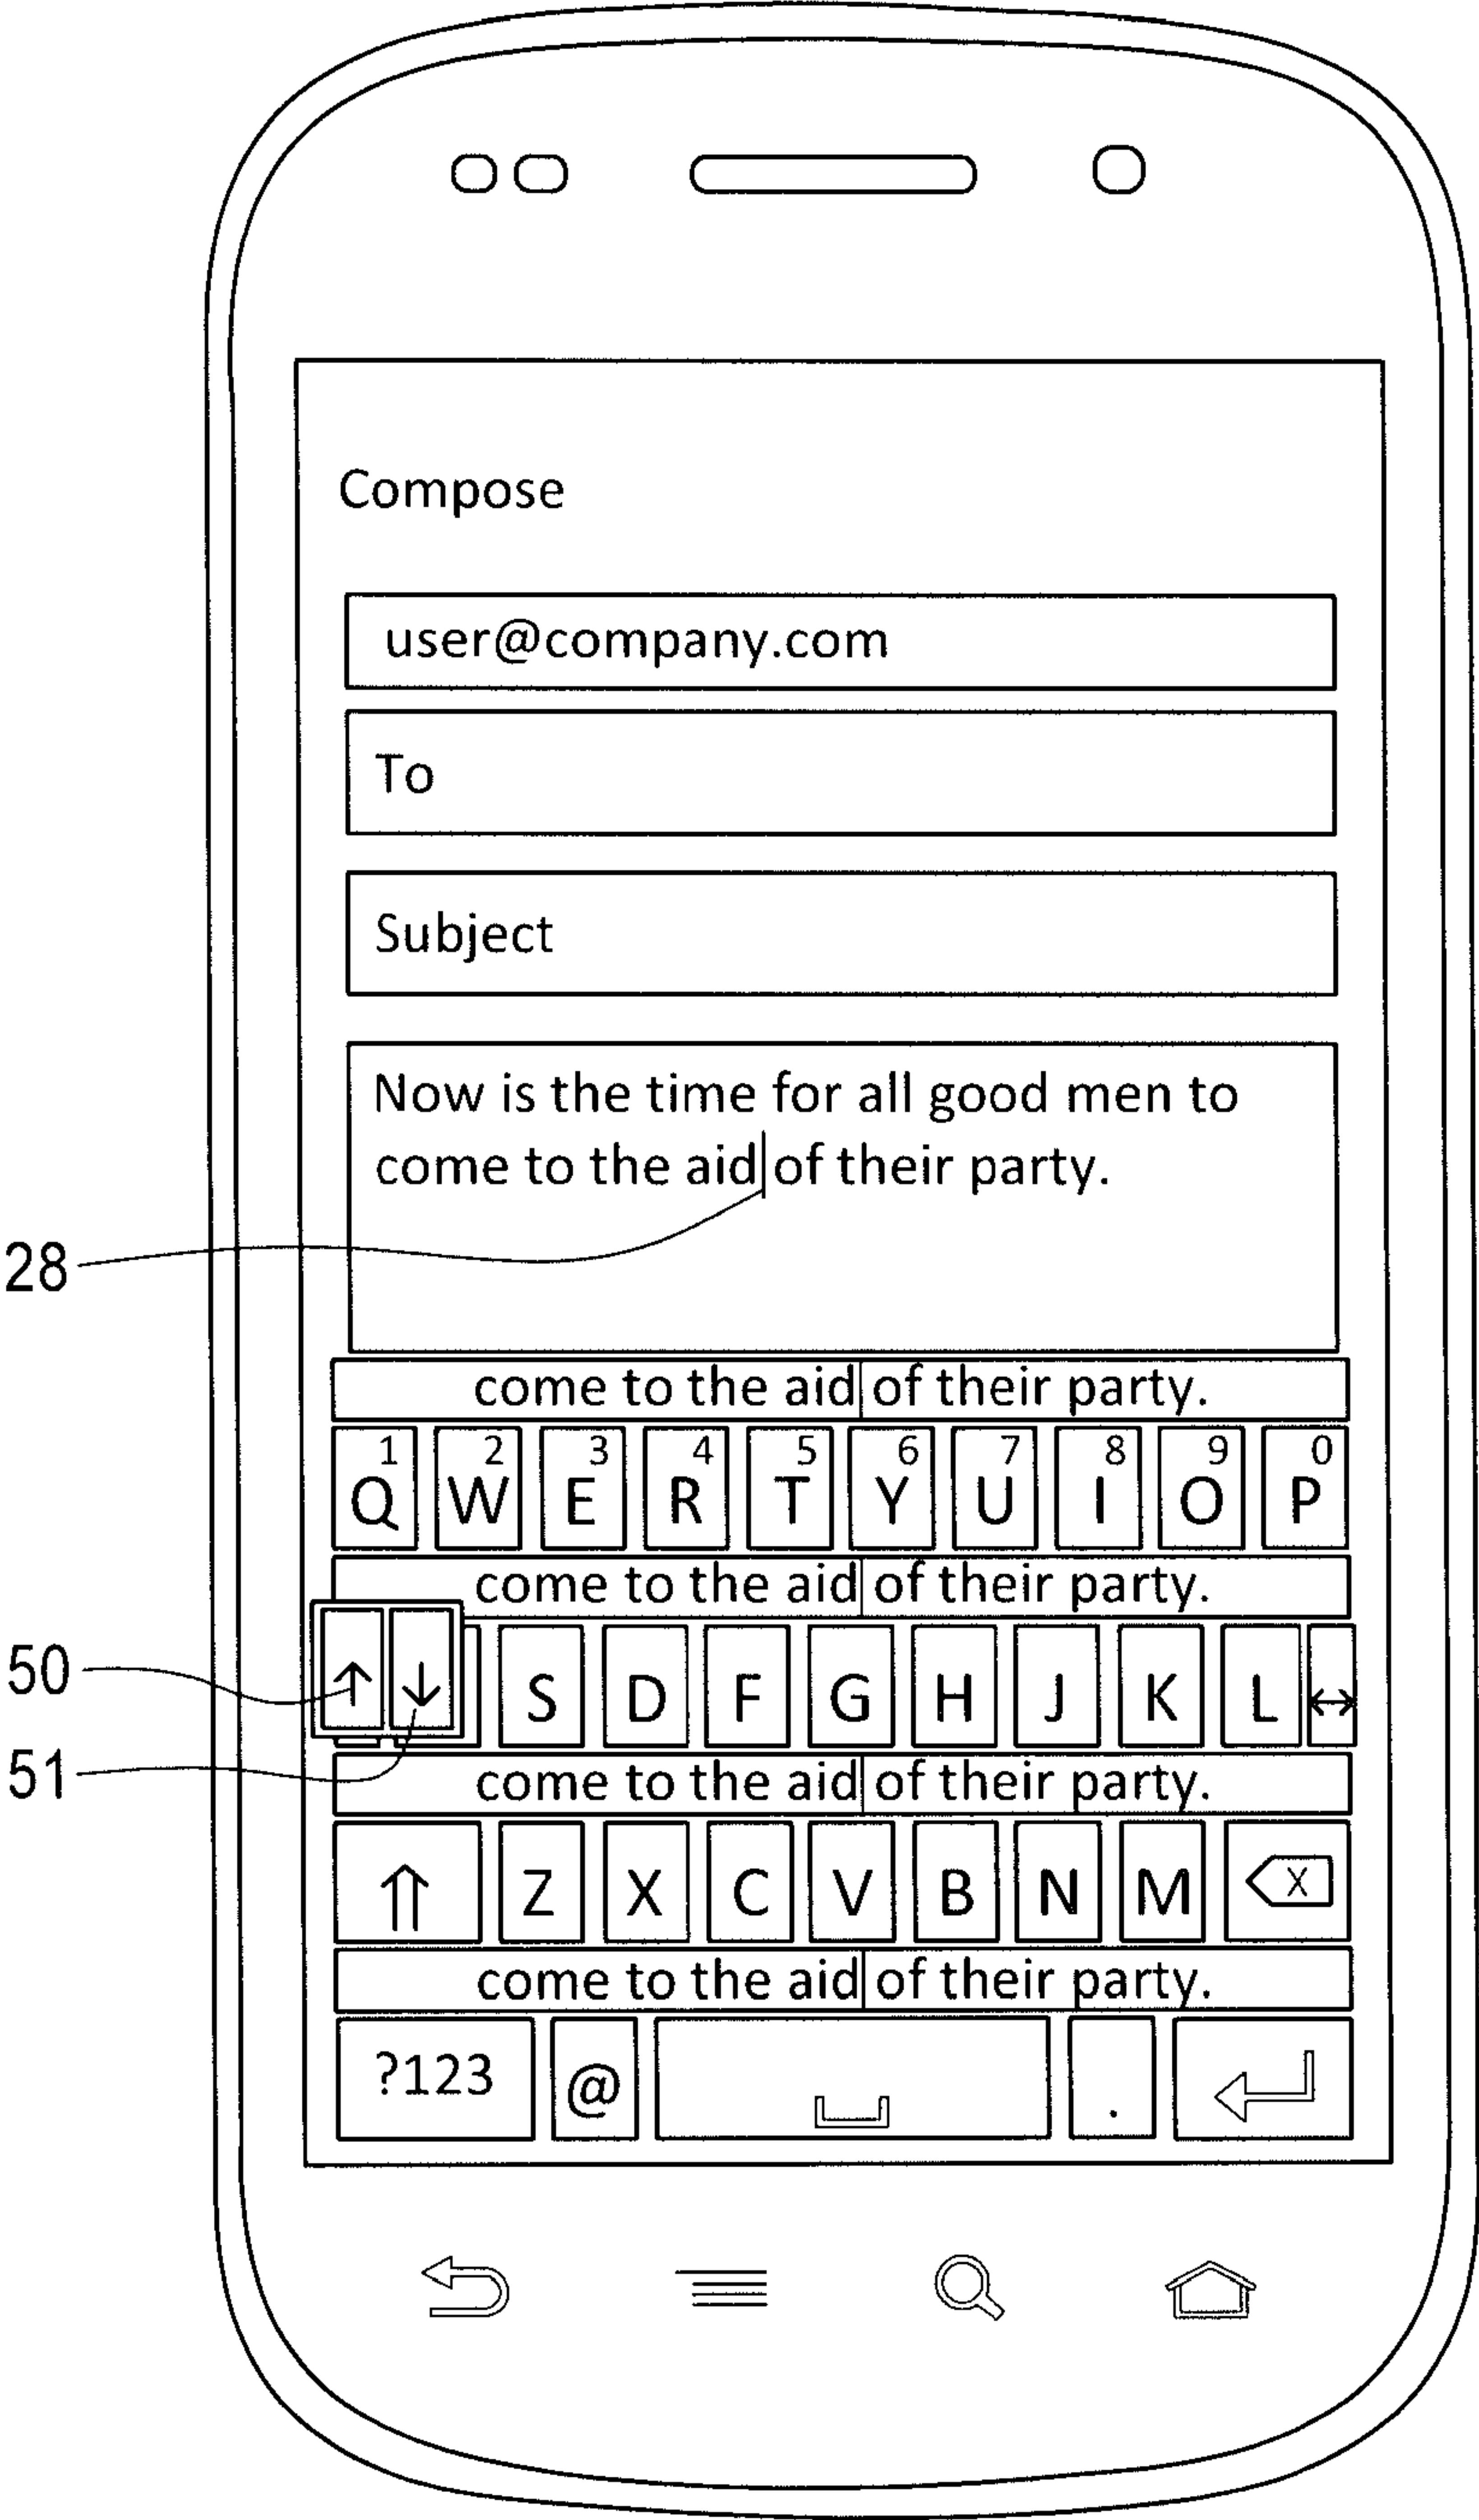 Compose
user@company.com
To
Subject
Now is the time for all good men to
come to the aid of their party.
28
come to the aid of their party.
1 2 3 4 5 6 7 8 9 0
Q W E R T Y U I O P
come to the aid of their party.
50
S D F G H J K L
51
come to the aid of their party.
Z X C V B N M X
come to the aid of their party.
?123 @ .